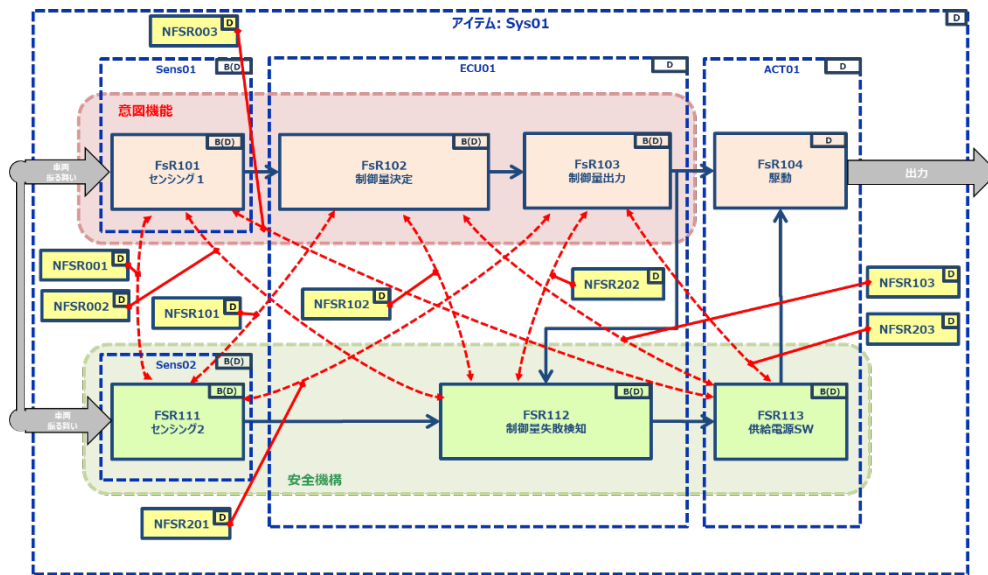 アイテム: Sys01
D
NFSR003
D
Sens01
B(D)
ECU01
D
ACT01
D
意図機能
車両
振る舞い
B(D)
FsR101
センシング1
B(D)
FsR102
制御量決定
B(D)
FsR103
制御量出力
D
FsR104
駆動
出力
NFSR001
D
NFSR002
D
NFSR101
D
NFSR102
D
NFSR202
D
NFSR103
D
NFSR203
D
Sens02
B(D)
車両
振る舞い
B(D)
FSR111
センシング2
B(D)
FSR112
制御量失敗検知
B(D)
FSR113
供給電源SW
安全機構
NFSR201
D